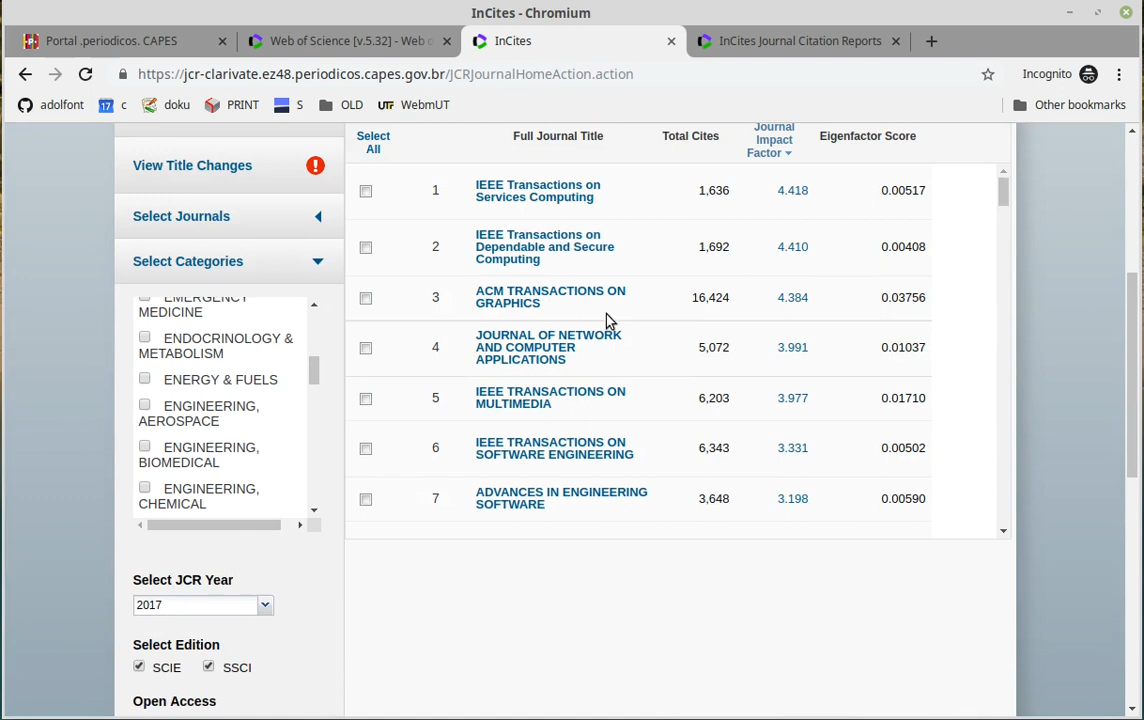 InCites - Chromium
Portal .periodicos. CAPES
Web of Science [v.5.32] - Web o
InCites
InCites Journal Citation Reports
https://jcr-clarivate.ez48.periodicos.capes.gov.br/JCRJournalHomeAction.action
Incognito
adolfont
17
c
doku
PRINT
S
OLD
UTF WebMUT
Other bookmarks
View Title Changes
Select Journals
Select Categories
EMERGENCY
MEDICINE
ENDOCRINOLOGY &
METABOLISM
ENERGY & FUELS
ENGINEERING,
AEROSPACE
ENGINEERING,
BIOMEDICAL
ENGINEERING,
CHEMICAL
Select JCR Year
2017
Select Edition
SCIE
SSCI
Open Access
Select
All
Full Journal Title
Total Cites
Journal
Impact
Factor
Eigenfactor Score
1
IEEE Transactions on
Services Computing
1,636
4.418
0.00517
2
IEEE Transactions on
Dependable and Secure
Computing
1,692
4.410
0.00408
3
ACM TRANSACTIONS ON
GRAPHICS
16,424
4.384
0.03756
4
JOURNAL OF NETWORK
AND COMPUTER
APPLICATIONS
5,072
3.991
0.01037
5
IEEE TRANSACTIONS ON
MULTIMEDIA
6,203
3.977
0.01710
6
IEEE TRANSACTIONS ON
SOFTWARE ENGINEERING
6,343
3.331
0.00502
7
ADVANCES IN ENGINEERING
SOFTWARE
3,648
3.198
0.00590